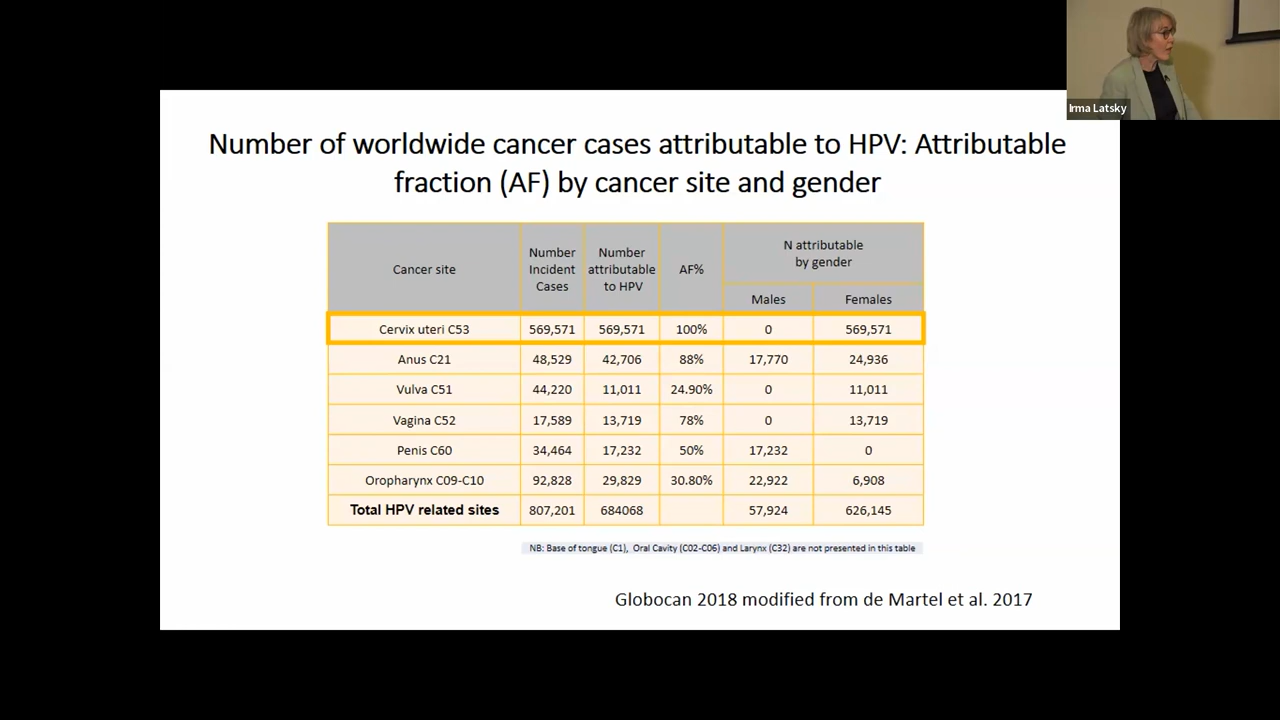 Irma Latsky
Number of worldwide cancer cases attributable to HPV: Attributable
fraction (AF) by cancer site and gender
Cancer site
Number
Incident
Cases
Number
attributable
to HPV
AF%
N attributable
by gender
Males
Females
Cervix uteri C53 569,571 569,571 100% 0 569,571
Anus C21 48,529 42,706 88% 17,770 24,936
Vulva C51 44,220 11,011 24.90% 0 11,011
Vagina C52 17,589 13,719 78% 0 13,719
Penis C60 34,464 17,232 50% 17,232 0
Oropharynx C09-C10 92,828 29,829 30.80% 22,922 6,908
Total HPV related sites 807,201 684068 57,924 626,145
NB: Base of tongue (C1), Oral Cavity (C02-C06) and Larynx (C32) are not presented in this table
Globocan 2018 modified from de Martel et al. 2017